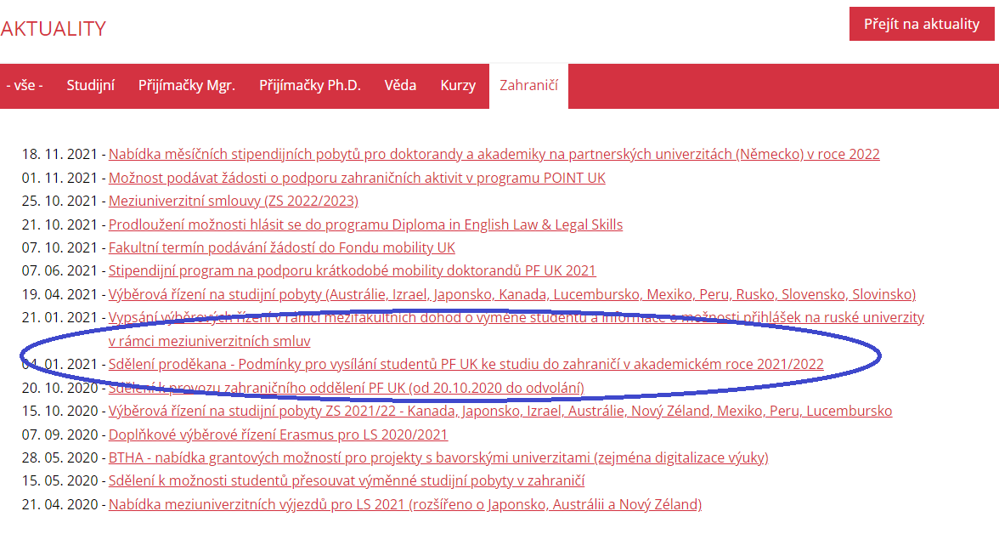 AKTUALITY
Přejít na aktuality
- vše - Studijní Přijímačky Mgr. Přijímačky Ph.D. Věda Kurzy Zahraničí
18. 11. 2021 - Nabídka měsíčních stipendijních pobytů pro doktorandy a akademiky na partnerských univerzitách (Německo) v roce 2022
01. 11. 2021 - Možnost podávat žádosti o podporu zahraničních aktivit v programu POINT UK
25. 10. 2021 - Meziuniverzitní smlouvy (ZS 2022/2023)
21. 10. 2021 - Prodloužení možnosti hlásit se do programu Diploma in English Law & Legal Skills
07. 10. 2021 - Fakultní termín podávání žádostí do Fondu mobility UK
07. 06. 2021 - Stipendijní program na podporu krátkodobé mobility doktorandů PF UK 2021
19. 04. 2021 - Výběrová řízení na studijní pobyty (Austrálie, Izrael, Japonsko, Kanada, Lucembursko, Mexiko, Peru, Rusko, Slovensko, Slovinsko)
21. 01. 2021 - Vypsání výběrových řízení v rámci mezifakultních dohod o výměně studentů a informace o možnosti přihlášek na ruské univerzity
v rámci meziuniverzitních smluv
04. 01. 2021 - Sdělení proděkana - Podmínky pro vysílání studentů PF UK ke studiu do zahraničí v akademickém roce 2021/2022
20. 10. 2020 - Sdělení k provozu zahraničního oddělení PF UK (od 20.10.2020 do odvolání)
15. 10. 2020 - Výběrová řízení na studijní pobyty ZS 2021/22 - Kanada, Japonsko, Izrael, Austrálie, Nový Zéland, Mexiko, Peru, Lucembursko
07. 09. 2020 - Doplňkové výběrové řízení Erasmus pro LS 2020/2021
28. 05. 2020 - BTHA - nabídka grantových možností pro projekty s bavorskými univerzitami (zejména digitalizace výuky)
15. 05. 2020 - Sdělení k možnosti studentů přesouvat výměnné studijní pobyty v zahraničí
21. 04. 2020 - Nabídka meziuniverzitních výjezdů pro LS 2021 (rozšířeno o Japonsko, Austrálii a Nový Zéland)